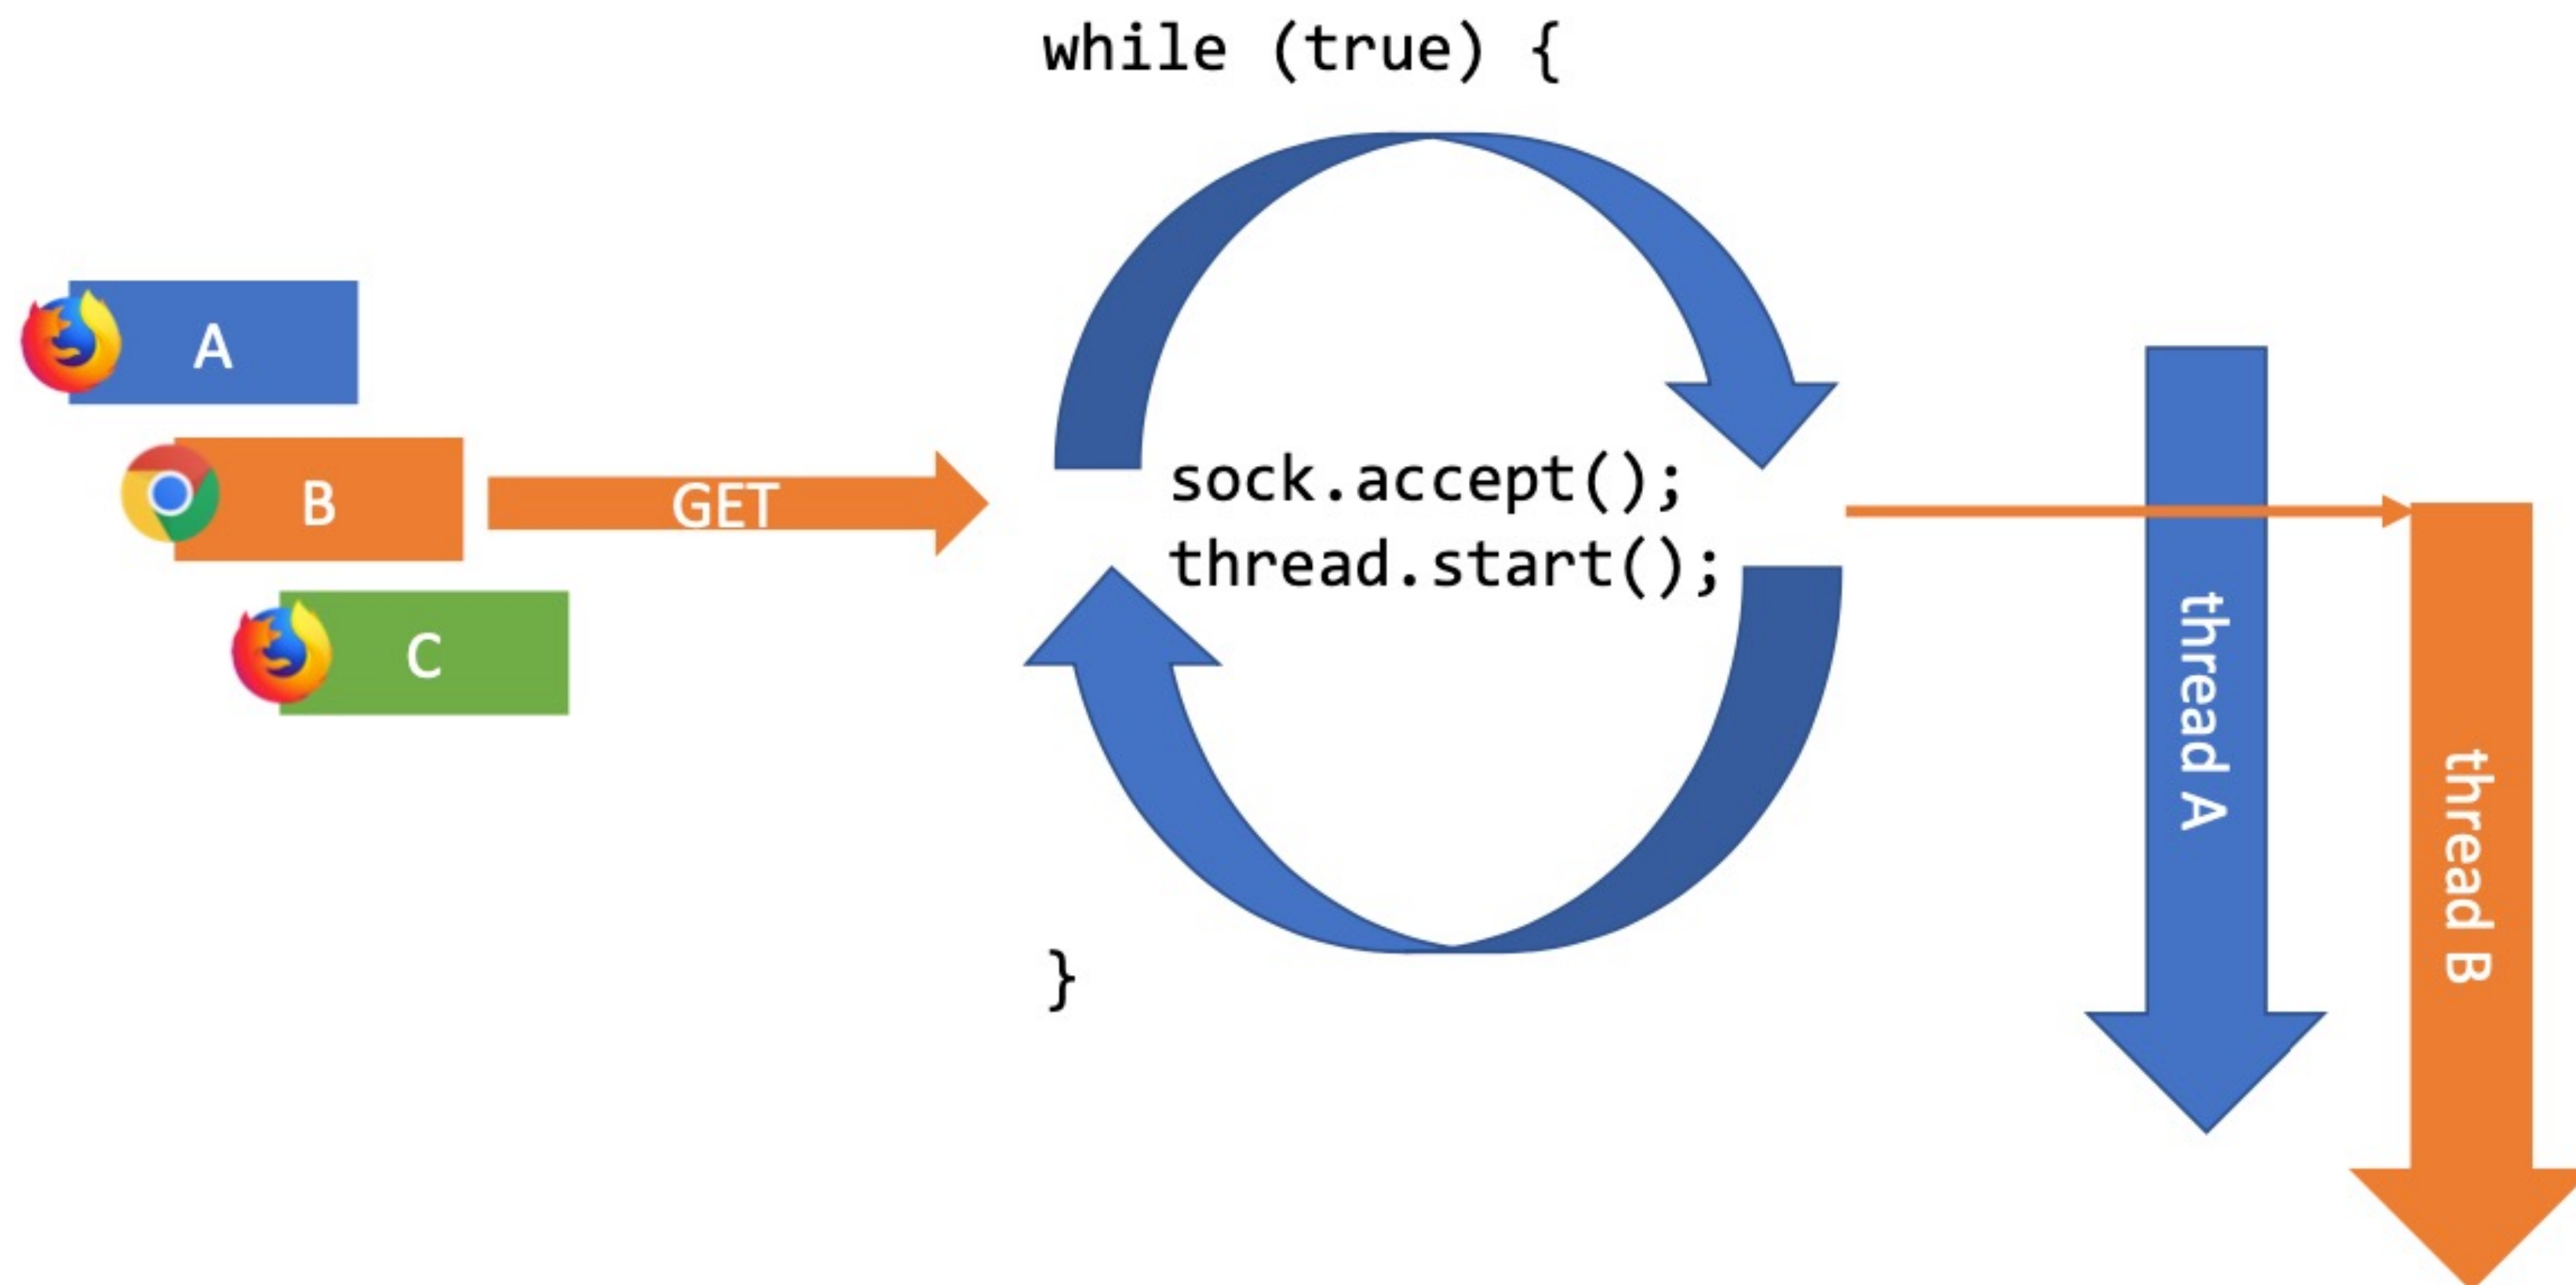 while (true) {
A
B
GET
sock.accept();
thread.start();
C
}
thread A
thread B